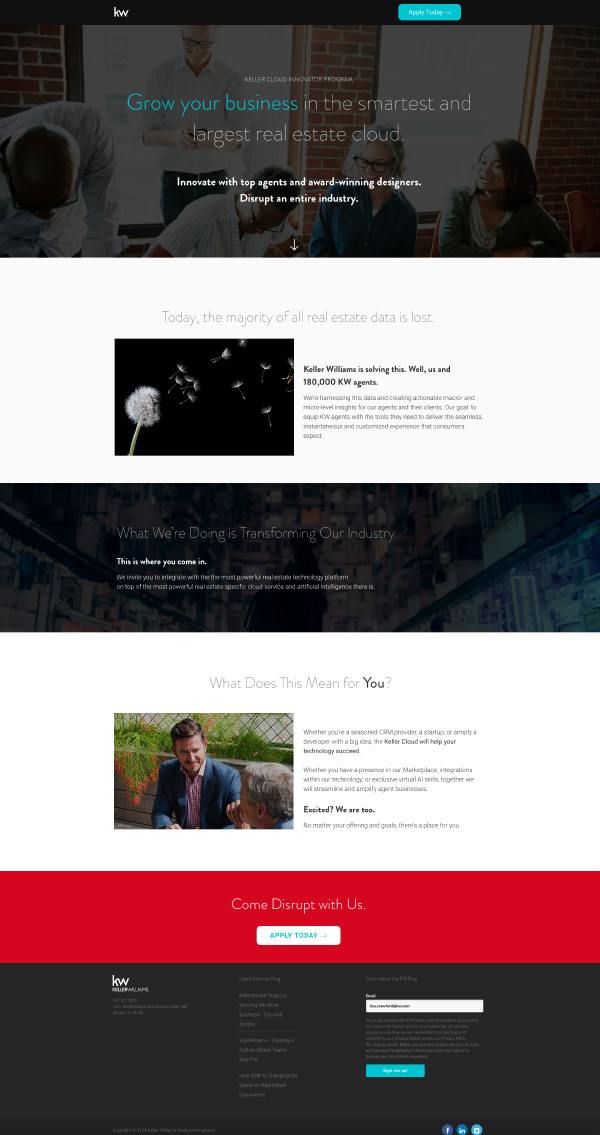 kw
Apply Today →
KELLER CLOUD INNOVATOR PROGRAM
Grow your business in the smartest and
largest real estate cloud.
Innovate with top agents and award-winning designers.
Disrupt an entire industry.
Today, the majority of all real estate data is lost.
Keller Williams is solving this. Well, us and
180,000 KW agents.
We're harnessing this data and creating actionable macro- and
micro-level insights for our agents and their clients. Our goal: to
equip KW agents with the tools they need to deliver the seamless,
instantaneous and customized experience that consumers
expect.
What We're Doing is Transforming Our Industry.
This is where you come in.
We invite you to integrate with the the most powerful real estate technology platform
on top of the most powerful real estate specific cloud service and artificial intelligence there is.
What Does This Mean for You?
Whether you're a seasoned CRM provider, a startup, or simply a
developer with a big idea, the Keller Cloud will help your
technology succeed.
Whether you have a presence in our Marketplace, integrations
within our technology, or exclusive virtual AI skills, together we
will streamline and amplify agent businesses.
Excited? We are too.
No matter your offering and goals, there's a place for you.
Come Disrupt with Us.
APPLY TODAY →
kw
KELLERWILLIAMS.
Latest from our Blog
Keller Market Snaps is
Winning Me More
Business - Tips and
Scripts
Culture Where Teams
How Kelle is Changing the
Game for Real Estate
Subscribe to the KW Blog
Email
lisa.crawford@kw.com
Sign me up!
Keller Williams Realty International